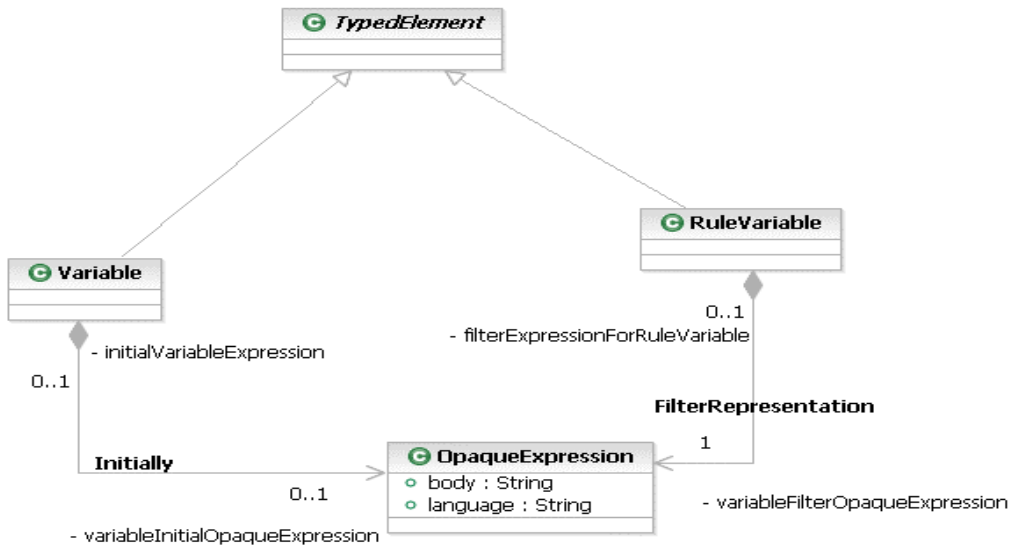 C TypedElement
C RuleVariable
C Variable
0..1
- filterExpressionForRuleVariable
- initialVariableExpression
0..1
FilterRepresentation
1
C OpaqueExpression
Initially
body : String
0..1
language : String
- variableFilterOpaqueExpression
- variableInitialOpaqueExpression